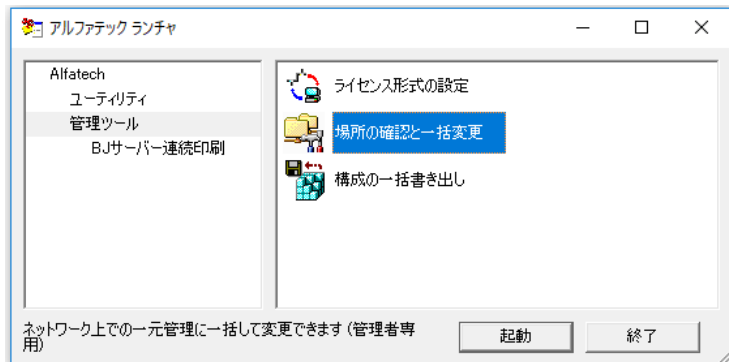 アルファテック ランチャ
Alfatech
ユーティリティ
管理ツール
BJサーバー連続印刷
ライセンス形式の設定
場所の確認と一括変更
構成の一括書き出し
ネットワーク上での一元管理に一括して変更できます(管理者専
用)
起動
終了